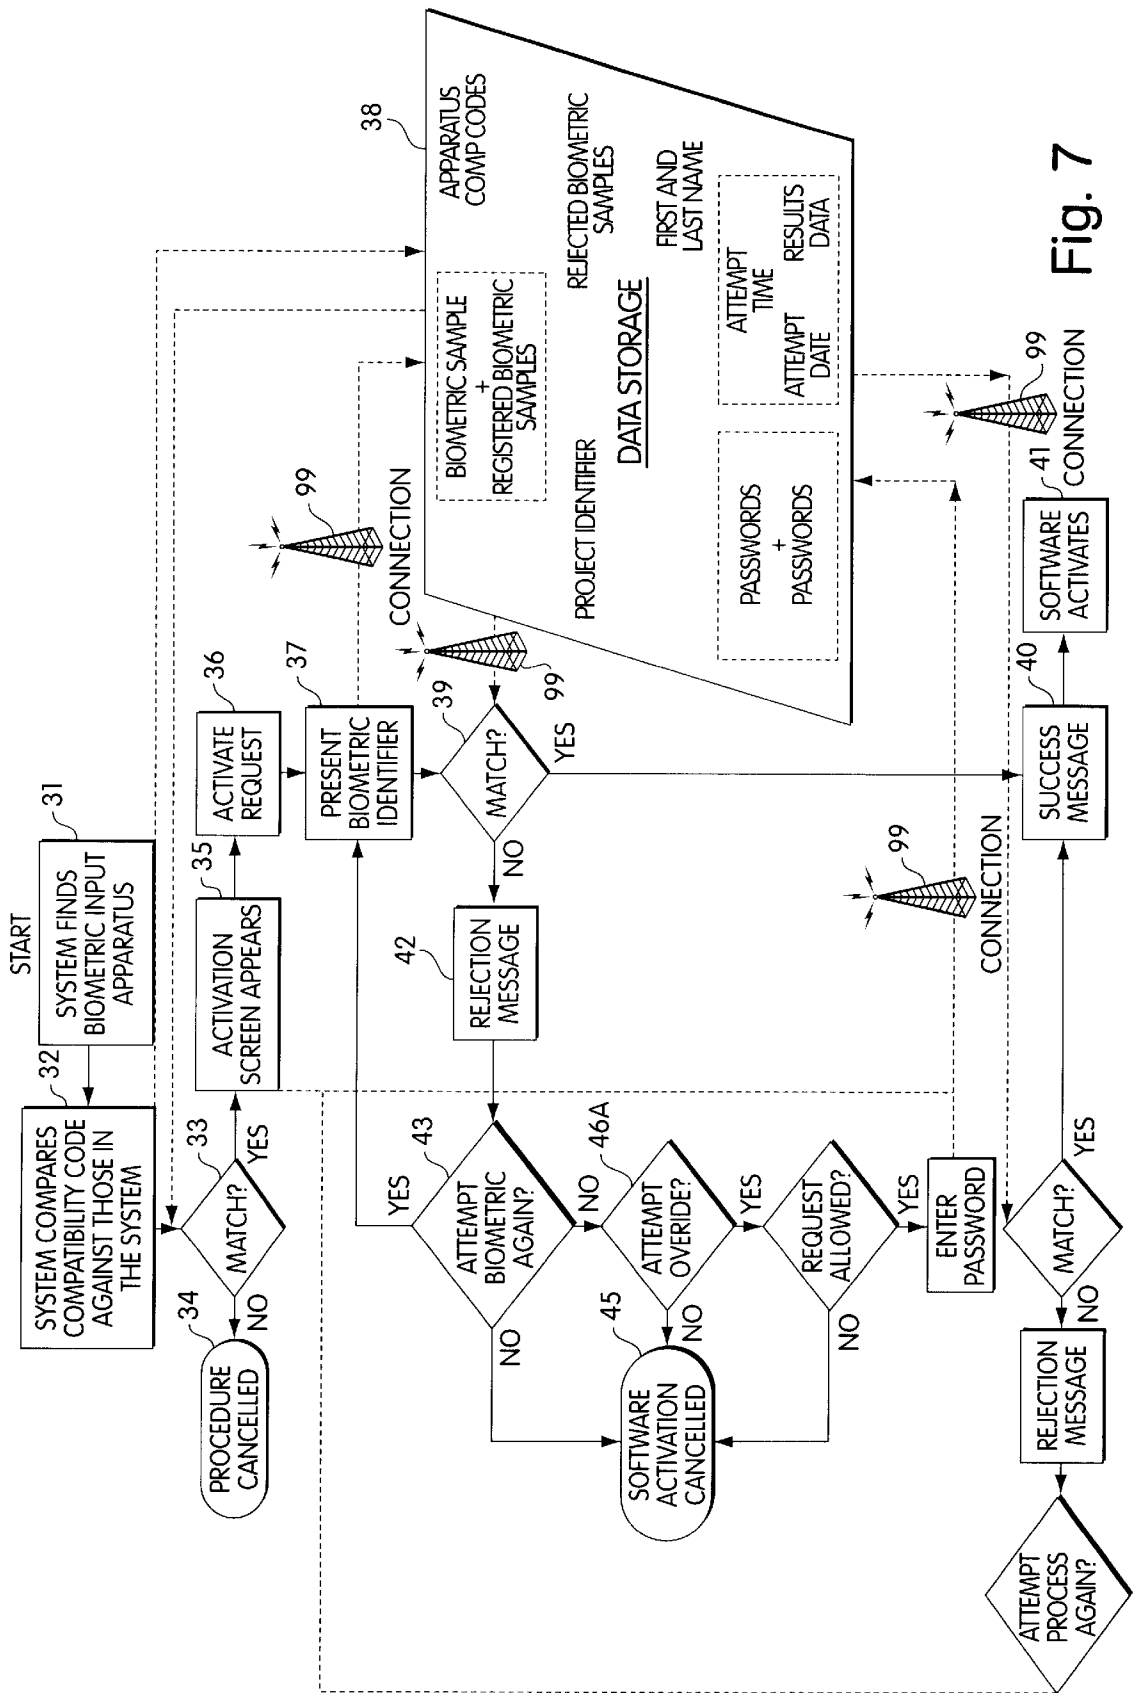 START
31
SYSTEM FINDS
BIOMETRIC INPUT
APPARATUS
32
SYSTEM COMPARES
COMPATIBILITY CODE
AGAINST THOSE IN
THE SYSTEM
33
MATCH?
YES
NO
34
PROCEDURE
CANCELLED
35
ACTIVATION
SCREEN APPEARS
36
ACTIVATE
REQUEST
37
PRESENT
BIOMETRIC
IDENTIFIER
99
CONNECTION
38
APPARATUS
COMP CODES
BIOMETRIC SAMPLE
+
REGISTERED BIOMETRIC
SAMPLES
REJECTED BIOMETRIC
SAMPLES
PROJECT IDENTIFIER
DATA STORAGE
FIRST AND
LAST NAME
PASSWORDS
+
PASSWORDS
ATTEMPT
TIME
ATTEMPT
DATE
RESULTS
DATA
99
39
MATCH?
YES
NO
42
REJECTION
MESSAGE
43
ATTEMPT
BIOMETRIC
AGAIN?
YES
NO
NO
46A
ATTEMPT
OVERIDE?
YES
NO
45
SOFTWARE
ACTIVATION
CANCELLED
REQUEST
ALLOWED?
NO
YES
ENTER
PASSWORD
99
CONNECTION
MATCH?
YES
NO
REJECTION
MESSAGE
ATTEMPT
PROCESS
AGAIN?
40
SUCCESS
MESSAGE
41
SOFTWARE
ACTIVATES
99
CONNECTION
Fig. 7